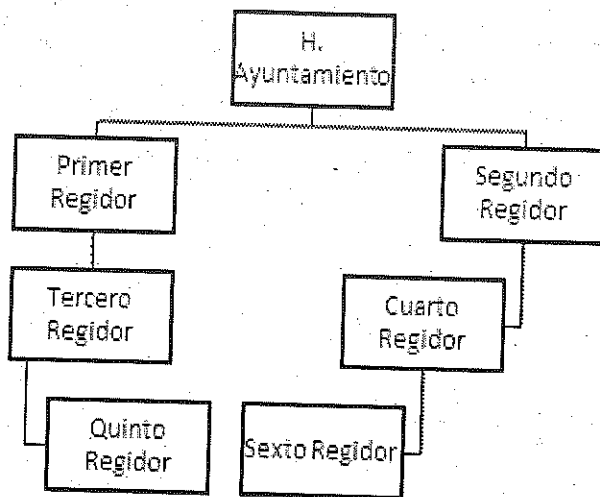 H.
Ayuntamiento
Primer
Regidor
Segundo
Regidor
Tercero
Regidor
Cuarto
Regidor
Quinto
Regidor
Sexto Regidor